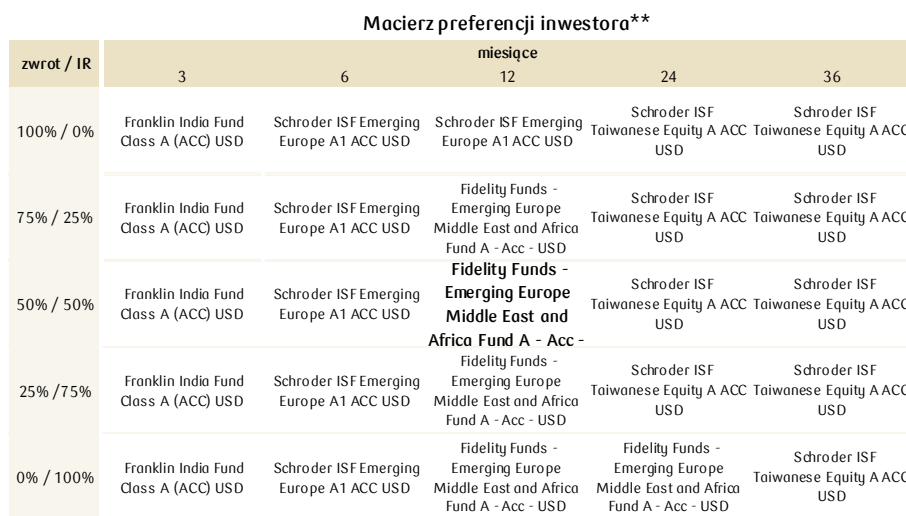 Macierz preferencji inwestora**
zwrot / IR
miesiące
3 6 12 24 36
100% / 0%
Franklin India Fund
Class A (ACC) USD
Schroder ISF Emerging
Europe A1 ACC USD
Schroder ISF Emerging
Europe A1 ACC USD
Schroder ISF
Taiwanese Equity A ACC
USD
Schroder ISF
Taiwanese Equity A ACC
USD
75% / 25%
Franklin India Fund
Class A (ACC) USD
Schroder ISF Emerging
Europe A1 ACC USD
Fidelity Funds -
Emerging Europe
Middle East and Africa
Fund A - Acc - USD
Schroder ISF
Taiwanese Equity A ACC
USD
Schroder ISF
Taiwanese Equity A ACC
USD
50% / 50%
Franklin India Fund
Class A (ACC) USD
Schroder ISF Emerging
Europe A1 ACC USD
Fidelity Funds -
Emerging Europe
Middle East and
Africa Fund A - Acc -
Schroder ISF
Taiwanese Equity A ACC
USD
Schroder ISF
Taiwanese Equity A ACC
USD
25% /75%
Franklin India Fund
Class A (ACC) USD
Schroder ISF Emerging
Europe A1 ACC USD
Fidelity Funds -
Emerging Europe
Middle East and Africa
Fund A - Acc - USD
Schroder ISF
Taiwanese Equity A ACC
USD
Schroder ISF
Taiwanese Equity A ACC
USD
0% / 100%
Franklin India Fund
Class A (ACC) USD
Schroder ISF Emerging
Europe A1 ACC USD
Fidelity Funds -
Emerging Europe
Middle East and Africa
Fund A - Acc - USD
Fidelity Funds -
Emerging Europe
Middle East and Africa
Fund A - Acc - USD
Schroder ISF
Taiwanese Equity A ACC
USD